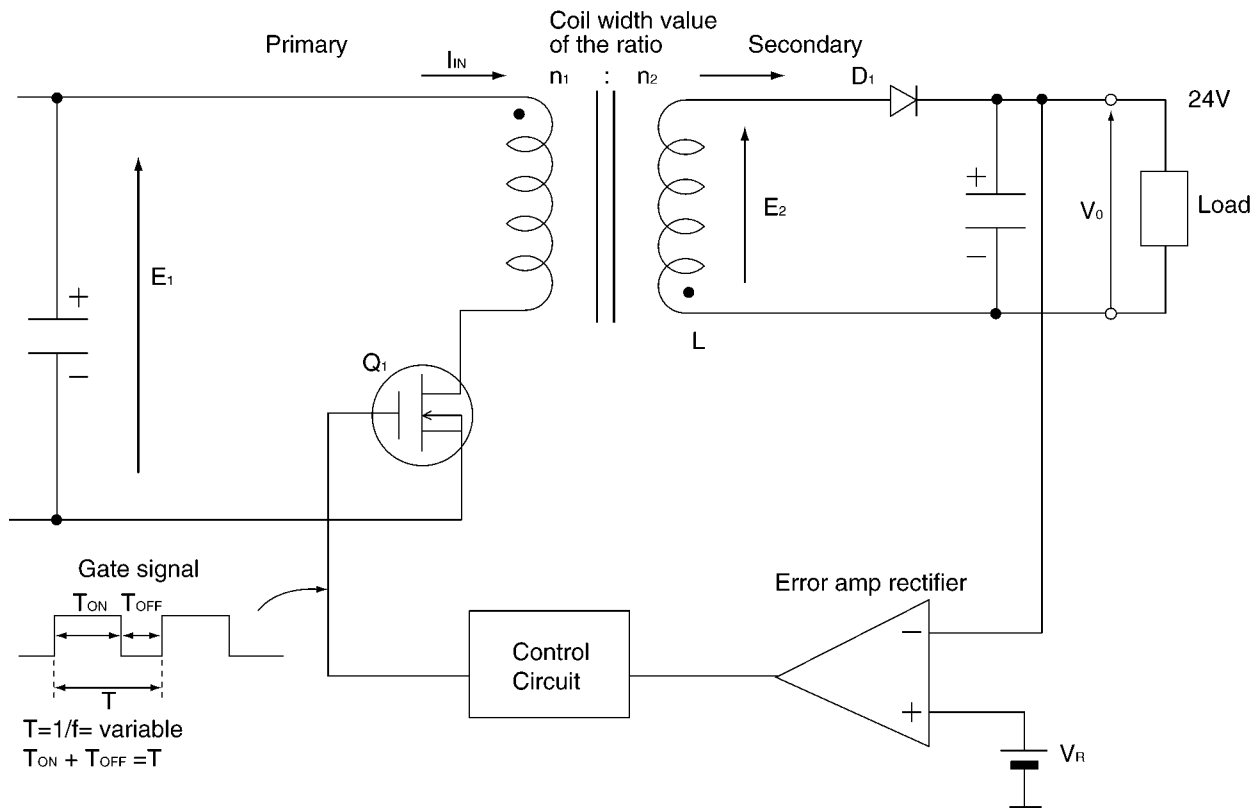 Coil width value
of the ratio
Primary
Secondary
IIN
n1 : n2
D1
24V
+
−
E1
E2
+
−
V0
Load
L
Q1
Gate signal
TON TOFF
T
T=1/f= variable
TON + TOFF =T
Control
Circuit
Error amp rectifier
−
+
VR